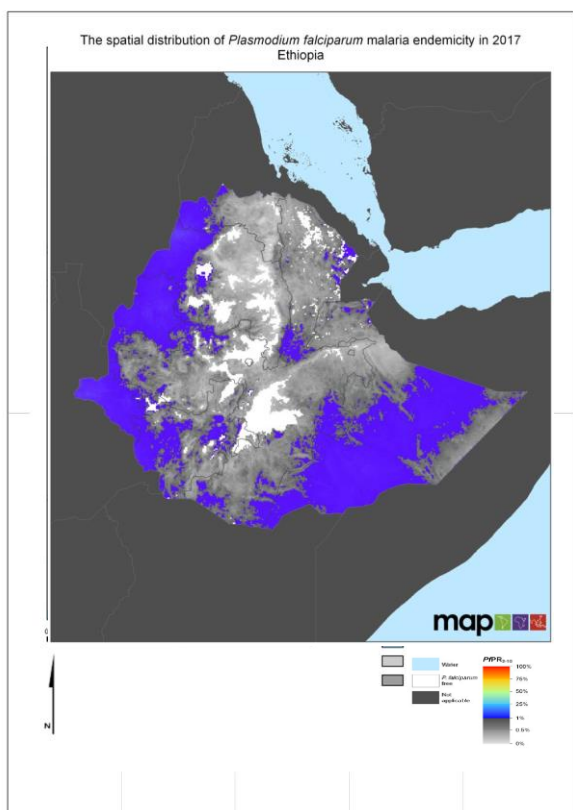 The spatial distribution of Plasmodium falciparum malaria endemicity in 2017
Ethiopia
map
Water
P. falciparum
free
Not
applicable
PfPR2-10
100%
75%
50%
25%
1%
0.5%
0%
N